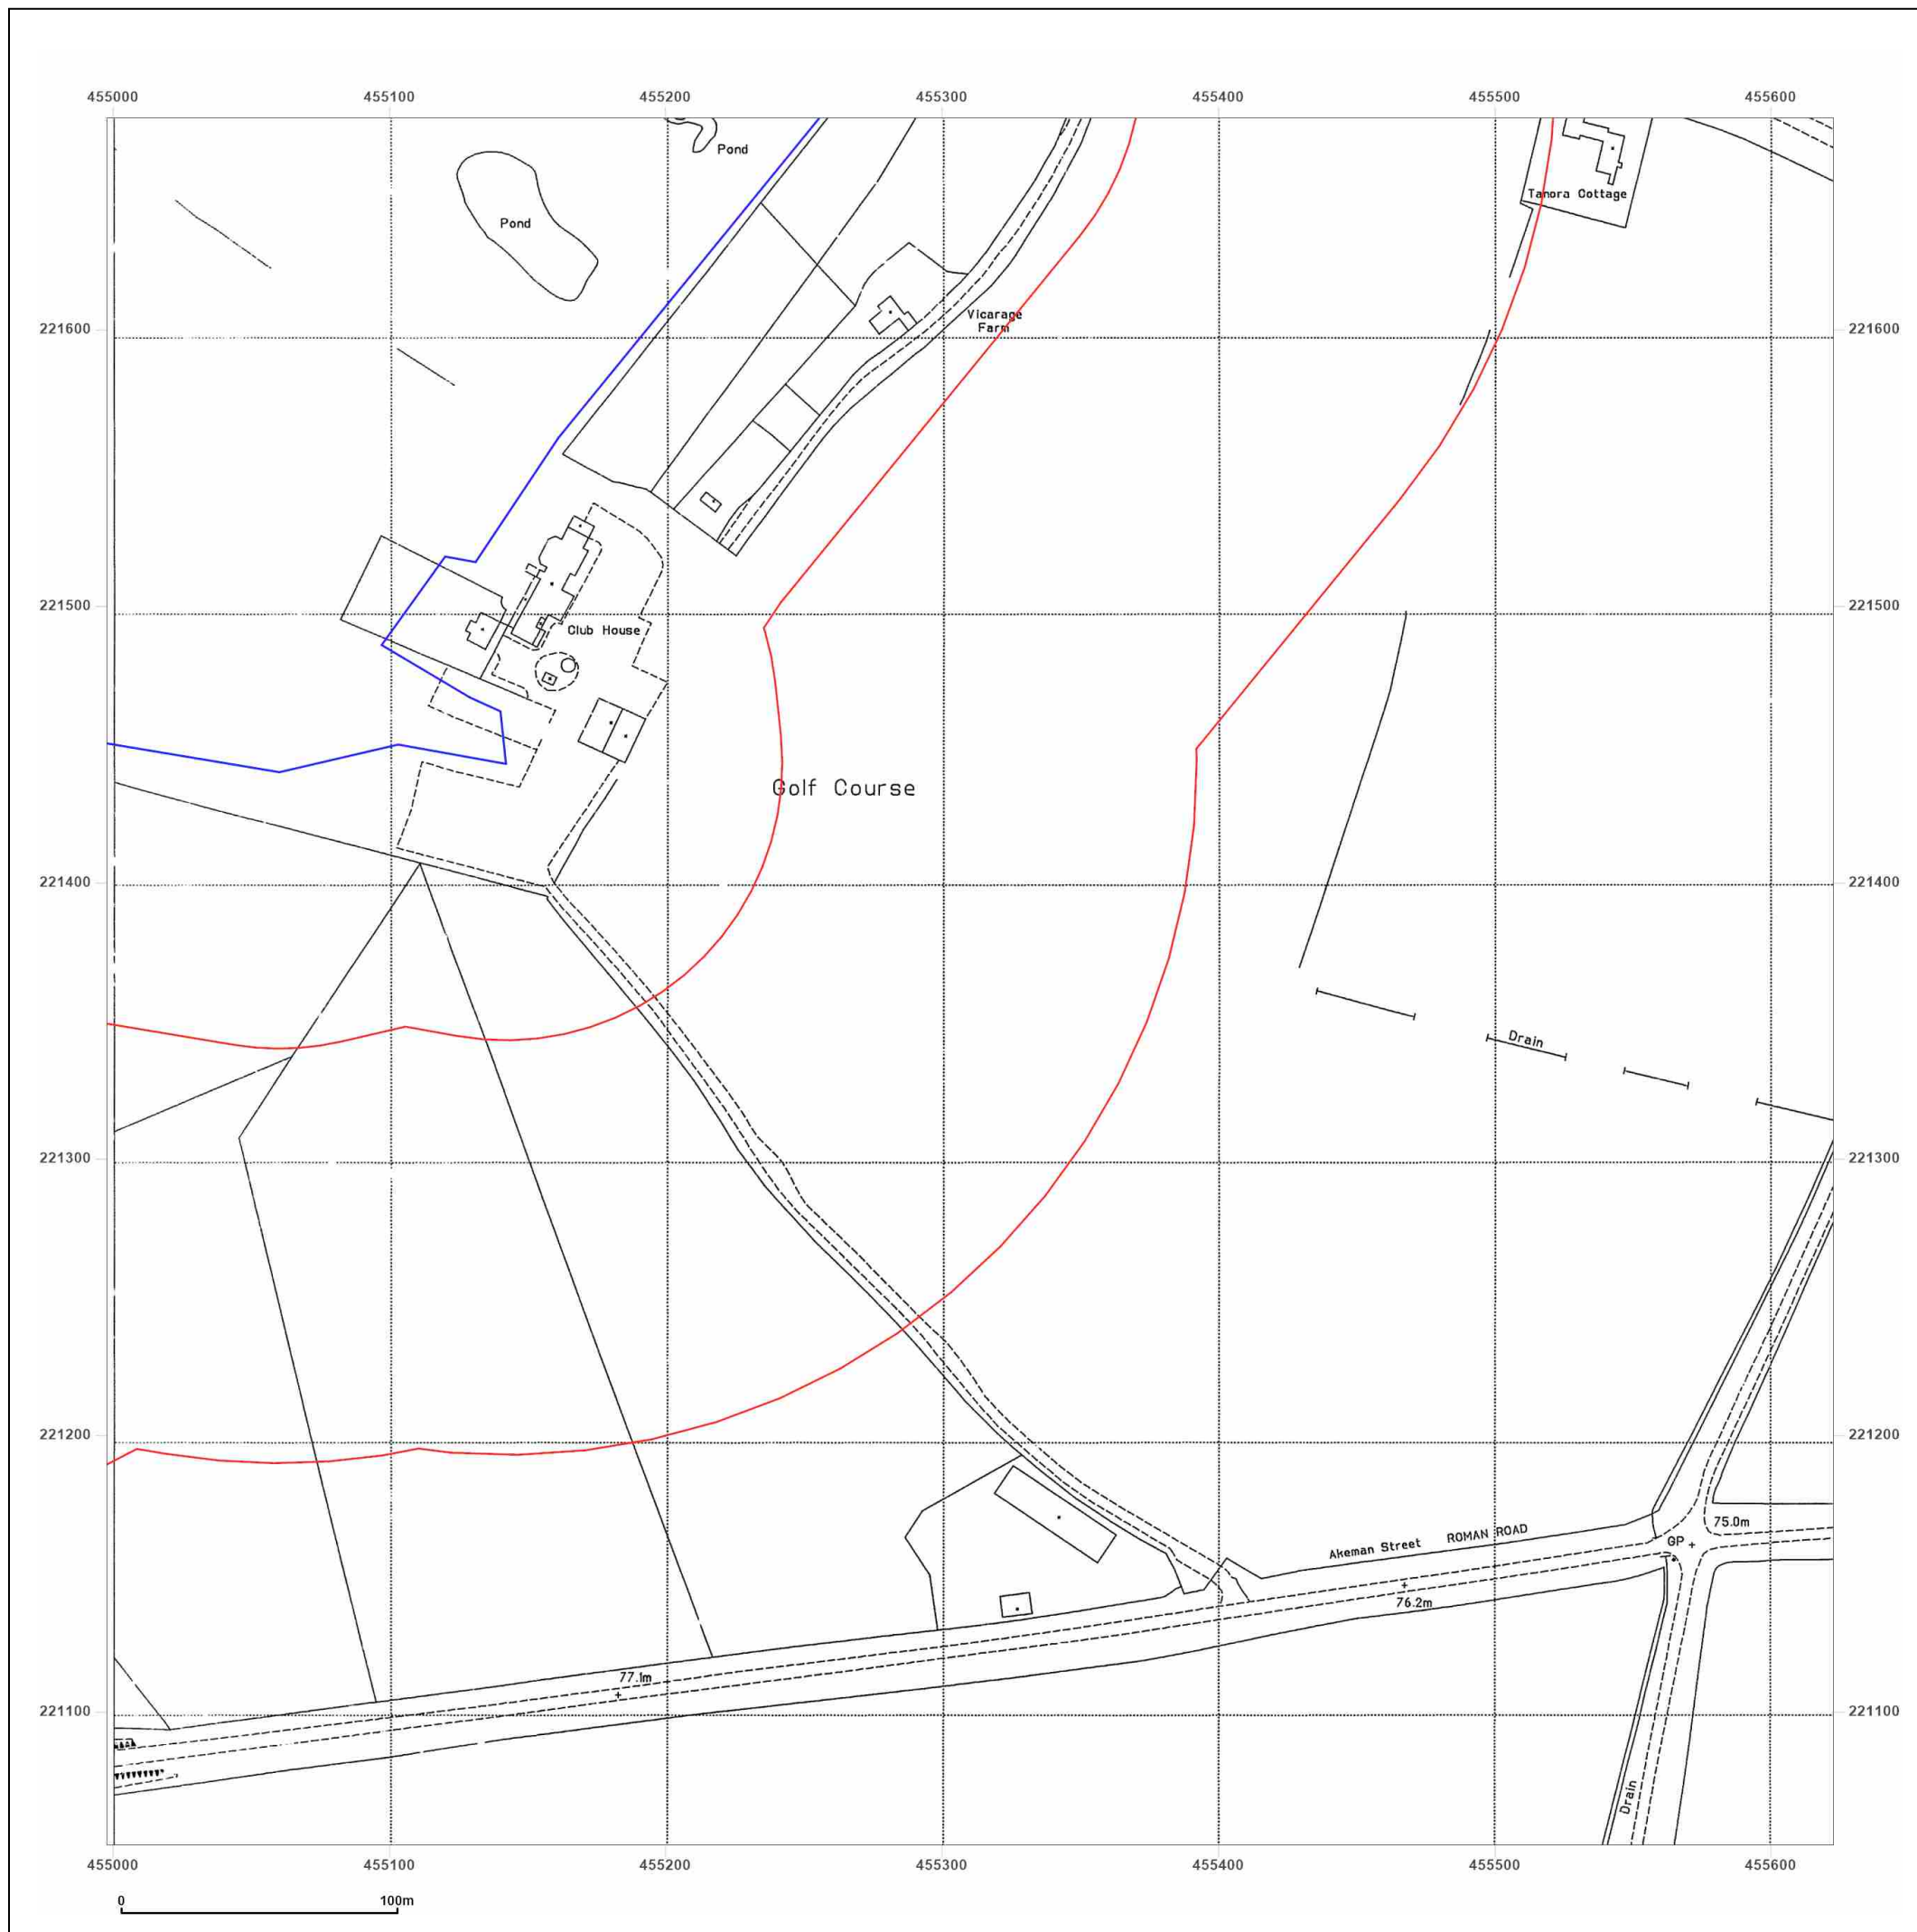 455000 455100 455200 455300 455400 455500 455600
Pond
Pond
Tanora Cottage
Vicarage
Farm
221600 221600
221500 221500
Club House
Golf Course
221400 221400
Drain
221300 221300
221200 221200
75.0m
Akeman Street ROMAN ROAD
GP
76.2m
77.1m
221100 221100
Drain
455000 455100 455200 455300 455400 455500 455600
0 100m